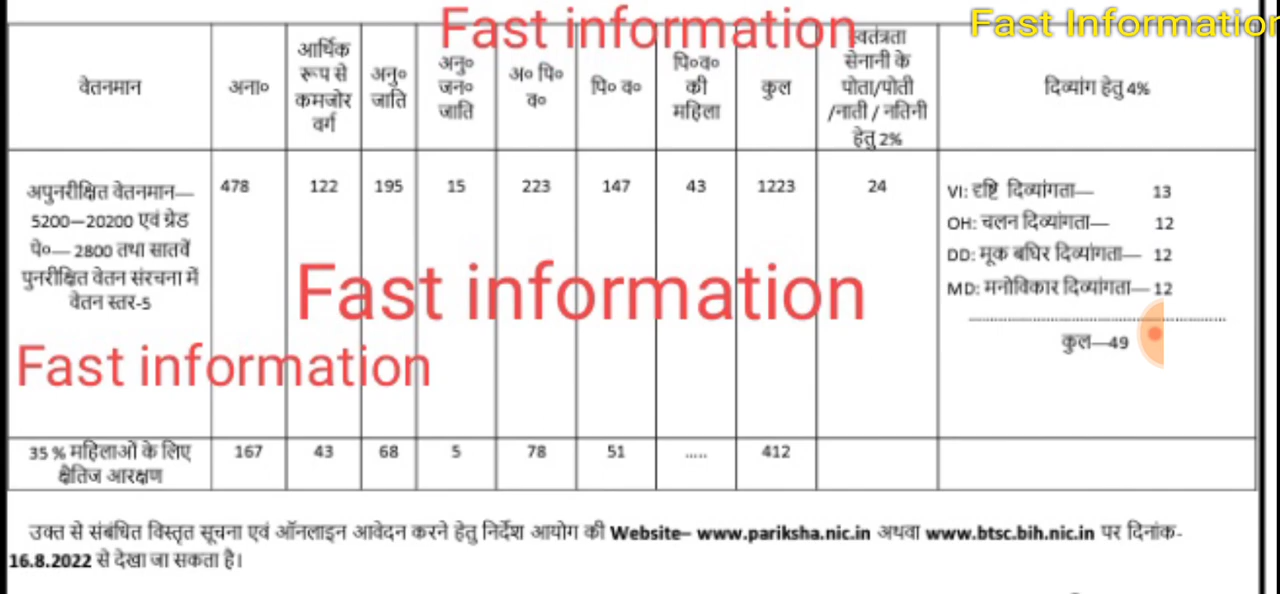 Fast information
Fast Information
वेतनमान
अना०
आर्थिक
रूप से
कमजोर
वर्ग
अनु०
जाति
अनु०
जन०
जाति
अ० पि०
व०
पि० व०
पि०व०
की
महिला
कुल
स्वतंत्रता
सेनानी के
पोता/पोती
/नाती / नतिनी
हेतु 2%
दिव्यांग हेतु 4%
अपुनरीक्षित वेतनमान—
5200—20200 एवं ग्रेड
पे०— 2800 तथा सातवें
पुनरीक्षित वेतन संरचना में
वेतन स्तर-5
478
122
195
15
223
147
43
1223
24
VI: दृष्टि दिव्यांगता— 13
OH: चलन दिव्यांगता— 12
DD: मूक बधिर दिव्यांगता— 12
MD: मनोविकार दिव्यांगता— 12
कुल—49
Fast information
Fast information
35 % महिलाओं के लिए
क्षैतिज आरक्षण
167
43
68
5
78
51
.....
412
उक्त से संबंधित विस्तृत सूचना एवं ऑनलाइन आवेदन करने हेतु निर्देश आयोग की Website– www.pariksha.nic.in अथवा www.btsc.bih.nic.in पर दिनांक-
16.8.2022 से देखा जा सकता है।